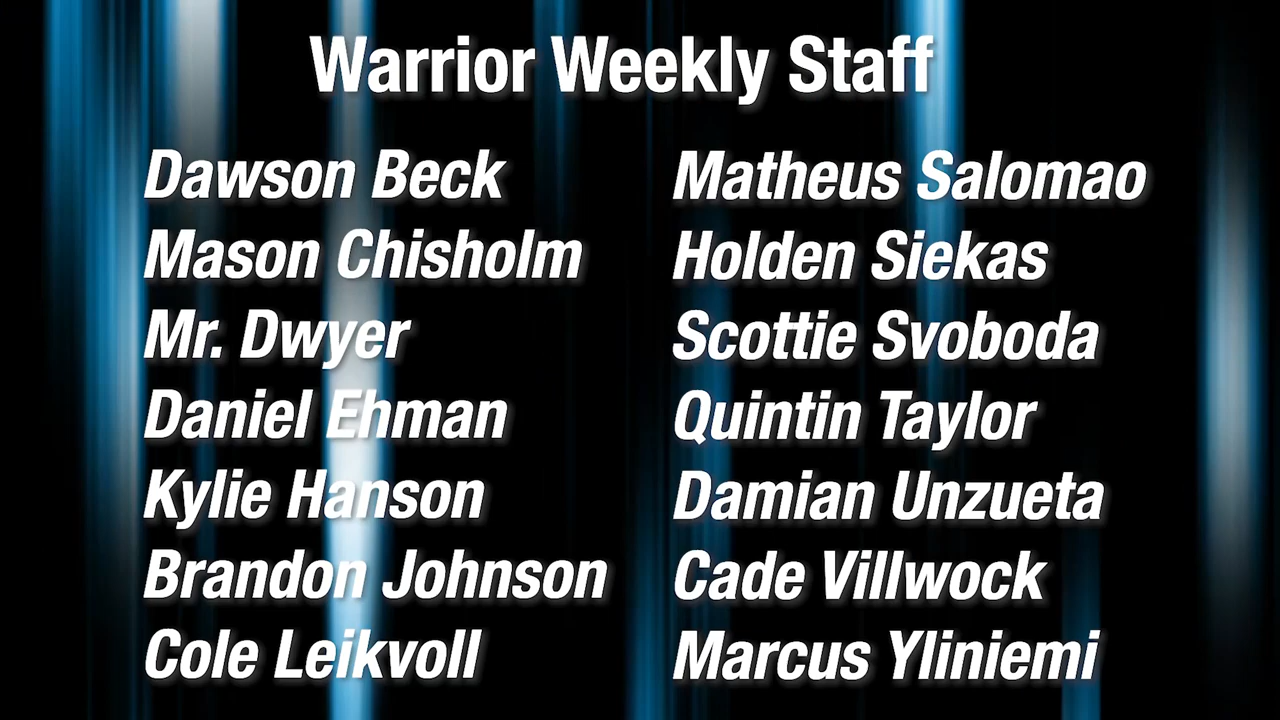 Warrior Weekly Staff
Dawson Beck
Mason Chisholm
Mr. Dwyer
Daniel Ehman
Kylie Hanson
Brandon Johnson
Cole Leikvoll
Matheus Salomao
Holden Siekas
Scottie Svoboda
Quintin Taylor
Damian Unzueta
Cade Villwock
Marcus Yliniemi